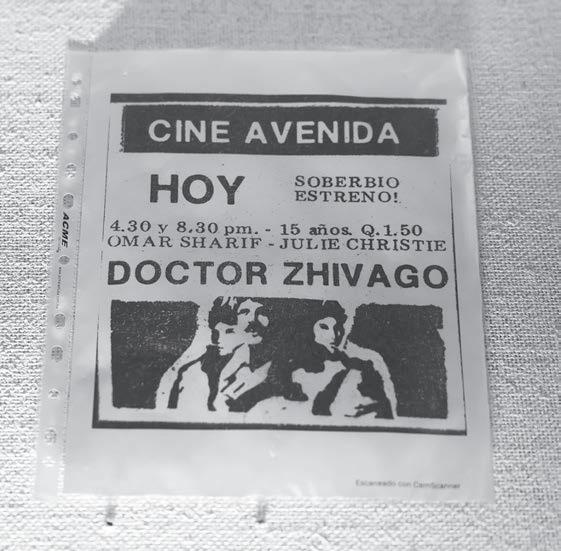 CINE AVENIDA
HOY
SOBERBIO
ESTRENO!
4.30 y 8.30 pm. - 15 años. Q.1.50
OMAR SHARIF - JULIE CHRISTIE
DOCTOR ZHIVAGO
ACME
Escaneado con CamScanner